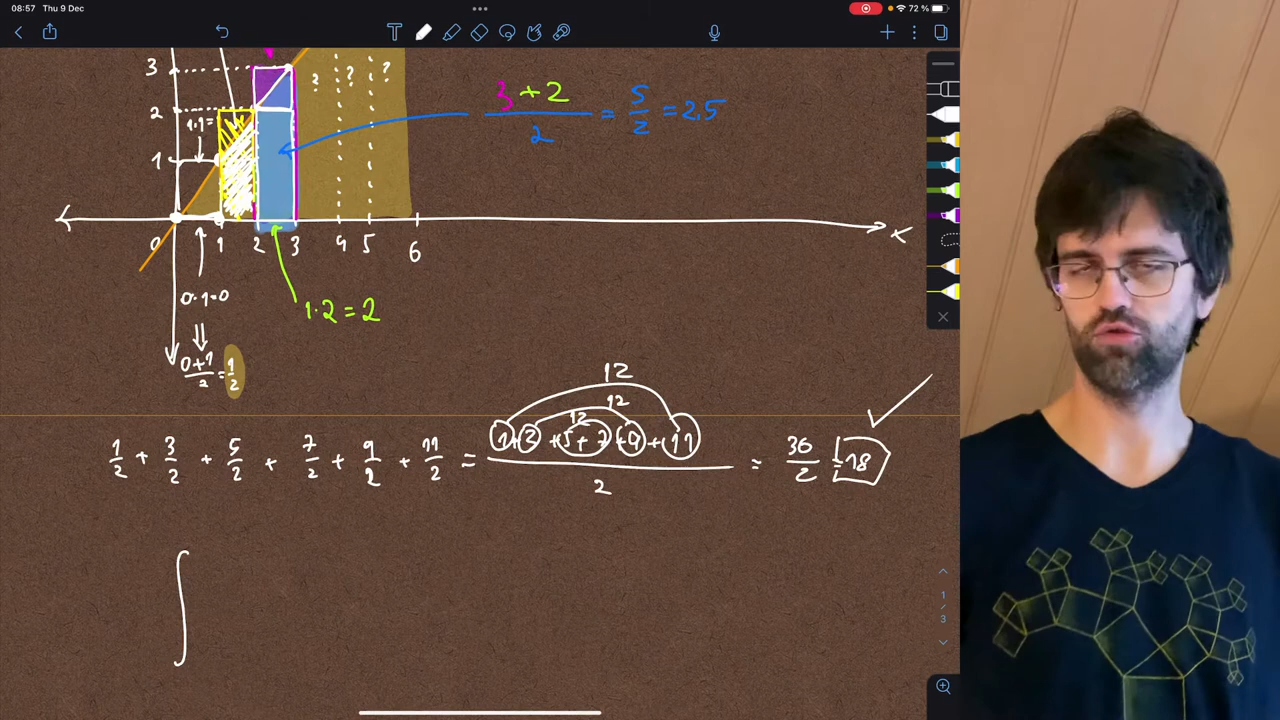 08:57 Thu 9 Dec
72 %
T
3
? ? ?
2
1·1=
1
3+2 / 2 = 5/2 = 2.5
0 1 2 3 4 5 6 x
0·1=0
1·2=2
0+1 / 2 = 1/2
12
12
12
1/2 + 3/2 + 5/2 + 7/2 + 9/2 + 11/2 = 1+3+5+7+9+11 / 2 = 36/2 = 18
∫
1
/
3